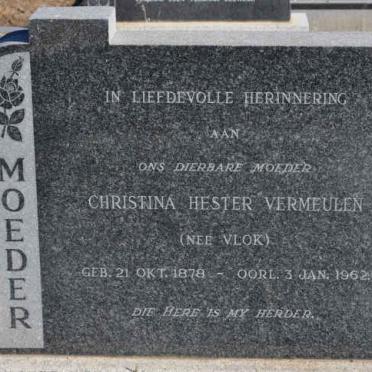 IN LIEFDEVOLLE HERINNERING
AAN
ONS DIERBARE MOEDER
CHRISTINA HESTER VERMEULEN
(NEE VLOK)
GEB. 21 OKT. 1878 – OORL. 3 JAN. 1962.
DIE HERE IS MY HERDER.
MOEDER